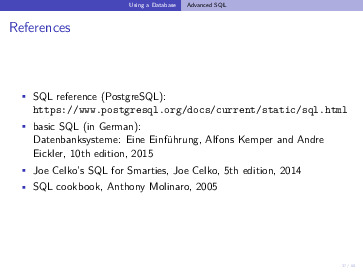 Using a Database Advanced SQL
References
SQL reference (PostgreSQL):
https://www.postgresql.org/docs/current/static/sql.html
basic SQL (in German):
Datenbanksysteme: Eine Einführung, Alfons Kemper and Andre
Eickler, 10th edition, 2015
Joe Celko's SQL for Smarties, Joe Celko, 5th edition, 2014
SQL cookbook, Anthony Molinaro, 2005